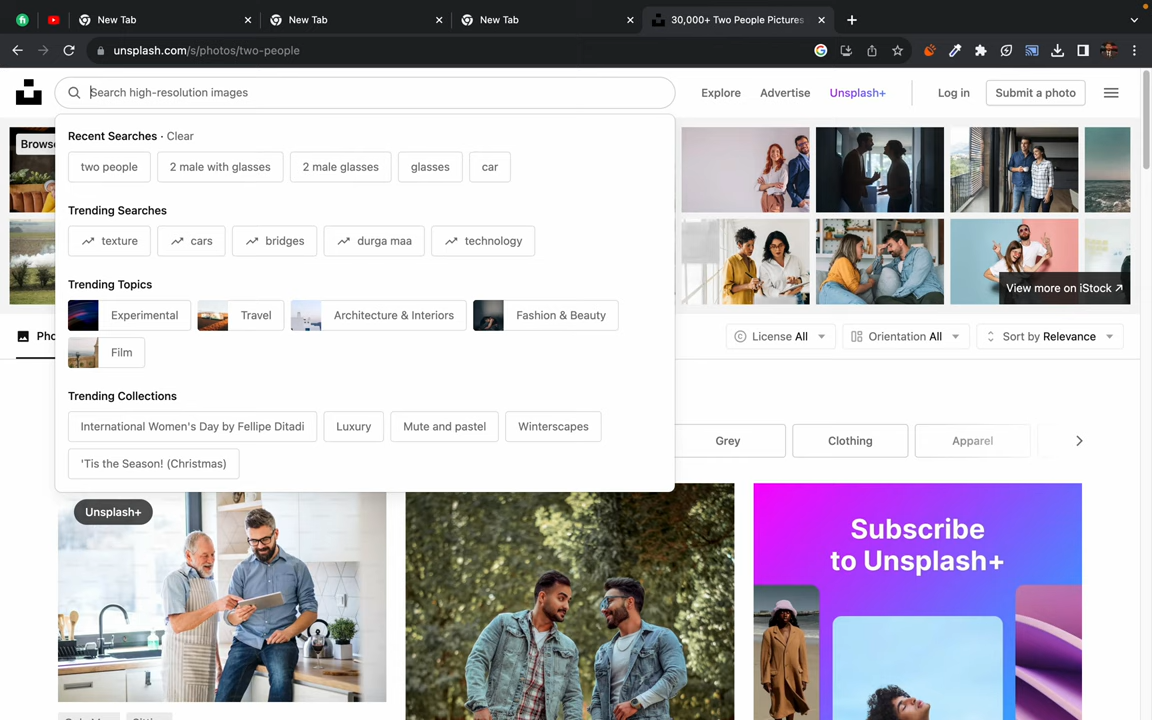 New Tab
New Tab
New Tab
30,000+ Two People Pictures
unsplash.com/s/photos/two-people
Search high-resolution images
Explore
Advertise
Unsplash+
Log in
Submit a photo
Brows
Recent Searches · Clear
two people
2 male with glasses
2 male glasses
glasses
car
Trending Searches
texture
cars
bridges
durga maa
technology
Trending Topics
Experimental
Travel
Architecture & Interiors
Fashion & Beauty
Film
View more on iStock ↗
Pho
License All
Orientation All
Sort by Relevance
Trending Collections
International Women's Day by Fellipe Ditadi
Luxury
Mute and pastel
Winterscapes
'Tis the Season! (Christmas)
Grey
Clothing
Apparel
Unsplash+
Subscribe
to Unsplash+